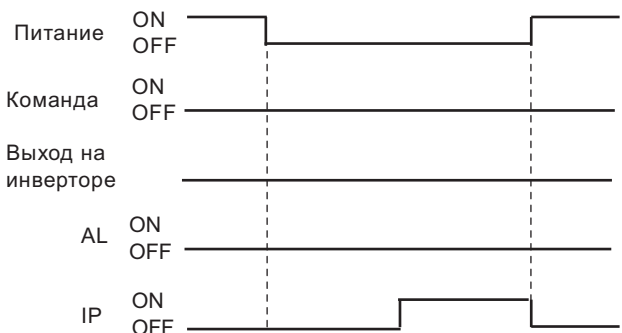 Питание
ON
OFF
Команда
ON
OFF
Выход на
инверторе
AL
ON
OFF
IP
ON
OFF